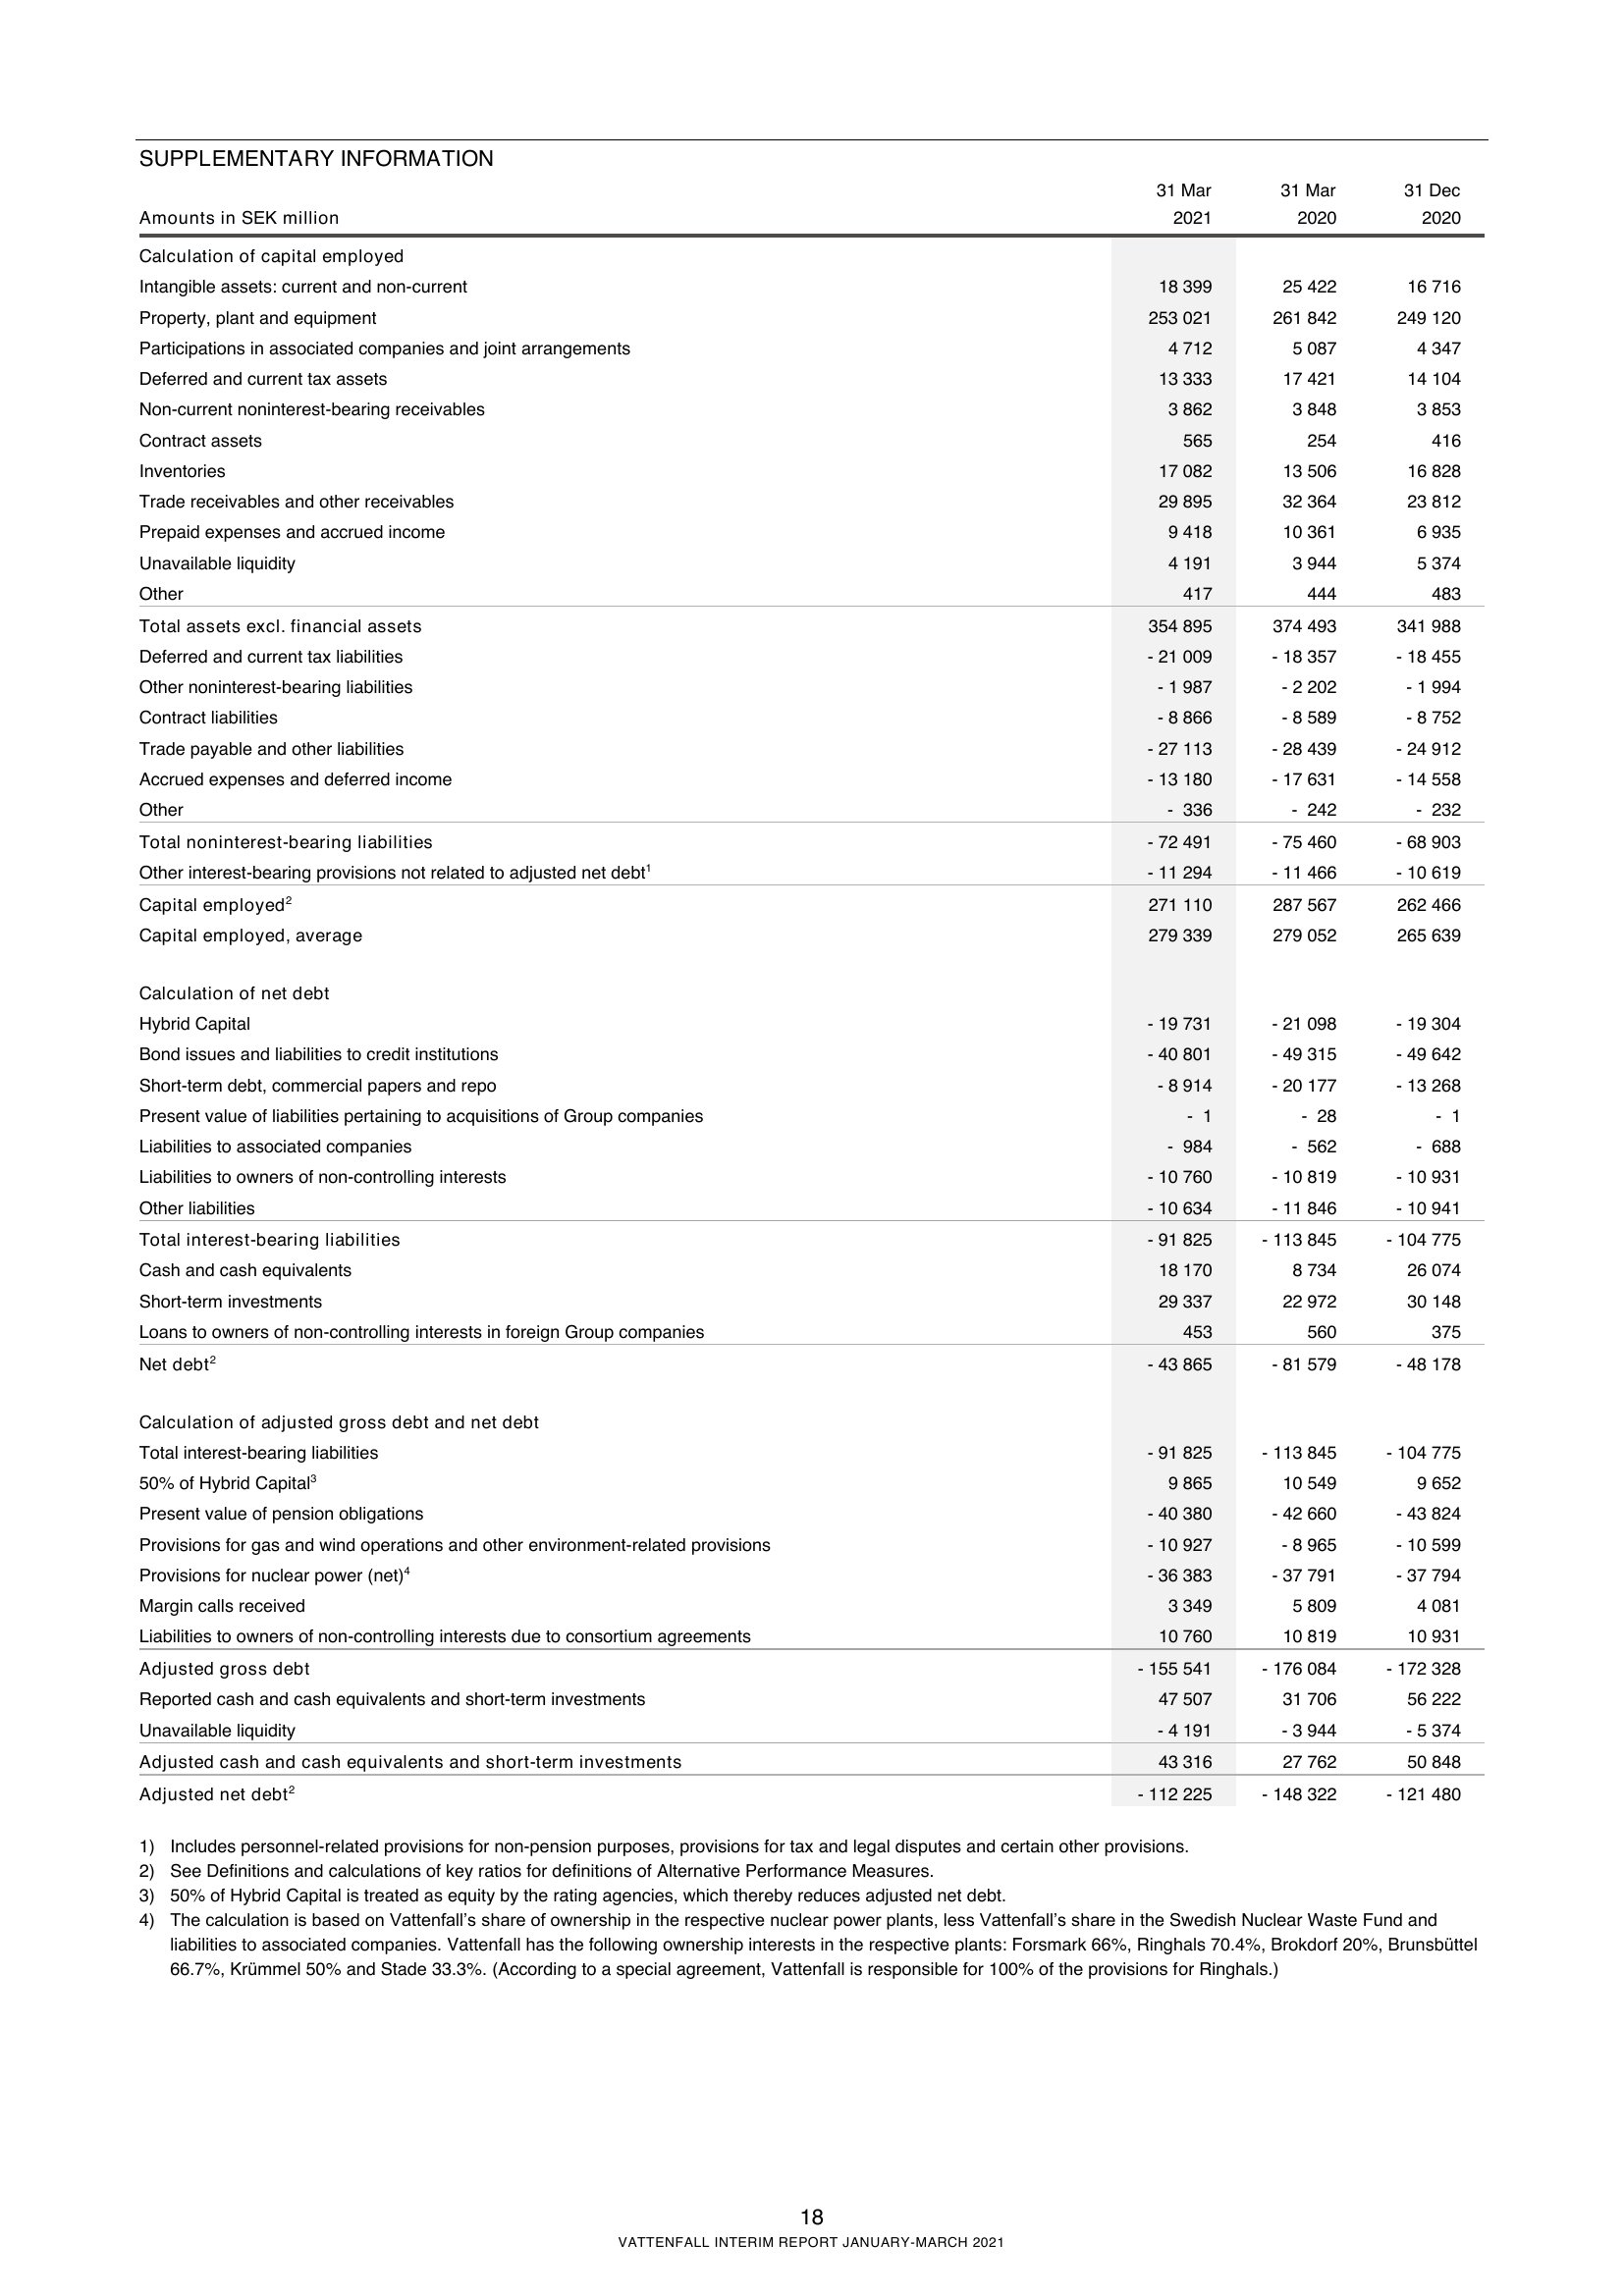 SUPPLEMENTARY INFORMATION
31 Mar 31 Mar 31 Dec
Amounts in SEK million 2021 2020 2020
Calculation of capital employed
Intangible assets: current and non-current 18 399 25 422 16 716
Property, plant and equipment 253 021 261 842 249 120
Participations in associated companies and joint arrangements 4 712 5 087 4 347
Deferred and current tax assets 13 333 17 421 14 104
Non-current noninterest-bearing receivables 3 862 3 848 3 853
Contract assets 565 254 416
Inventories 17 082 13 506 16 828
Trade receivables and other receivables 29 895 32 364 23 812
Prepaid expenses and accrued income 9 418 10 361 6 935
Unavailable liquidity 4 191 3 944 5 374
Other 417 444 483
Total assets excl. financial assets 354 895 374 493 341 988
Deferred and current tax liabilities - 21 009 - 18 357 - 18 455
Other noninterest-bearing liabilities - 1 987 - 2 202 - 1 994
Contract liabilities - 8 866 - 8 589 - 8 752
Trade payable and other liabilities - 27 113 - 28 439 - 24 912
Accrued expenses and deferred income - 13 180 - 17 631 - 14 558
Other - 336 - 242 - 232
Total noninterest-bearing liabilities - 72 491 - 75 460 - 68 903
Other interest-bearing provisions not related to adjusted net debt1 - 11 294 - 11 466 - 10 619
Capital employed2 271 110 287 567 262 466
Capital employed, average 279 339 279 052 265 639
Calculation of net debt
Hybrid Capital - 19 731 - 21 098 - 19 304
Bond issues and liabilities to credit institutions - 40 801 - 49 315 - 49 642
Short-term debt, commercial papers and repo - 8 914 - 20 177 - 13 268
Present value of liabilities pertaining to acquisitions of Group companies - 1 - 28 - 1
Liabilities to associated companies - 984 - 562 - 688
Liabilities to owners of non-controlling interests - 10 760 - 10 819 - 10 931
Other liabilities - 10 634 - 11 846 - 10 941
Total interest-bearing liabilities - 91 825 - 113 845 - 104 775
Cash and cash equivalents 18 170 8 734 26 074
Short-term investments 29 337 22 972 30 148
Loans to owners of non-controlling interests in foreign Group companies 453 560 375
Net debt2 - 43 865 - 81 579 - 48 178
Calculation of adjusted gross debt and net debt
Total interest-bearing liabilities - 91 825 - 113 845 - 104 775
50% of Hybrid Capital3 9 865 10 549 9 652
Present value of pension obligations - 40 380 - 42 660 - 43 824
Provisions for gas and wind operations and other environment-related provisions - 10 927 - 8 965 - 10 599
Provisions for nuclear power (net)4 - 36 383 - 37 791 - 37 794
Margin calls received 3 349 5 809 4 081
Liabilities to owners of non-controlling interests due to consortium agreements 10 760 10 819 10 931
Adjusted gross debt - 155 541 - 176 084 - 172 328
Reported cash and cash equivalents and short-term investments 47 507 31 706 56 222
Unavailable liquidity - 4 191 - 3 944 - 5 374
Adjusted cash and cash equivalents and short-term investments 43 316 27 762 50 848
Adjusted net debt2 - 112 225 - 148 322 - 121 480
1) Includes personnel-related provisions for non-pension purposes, provisions for tax and legal disputes and certain other provisions.
2) See Definitions and calculations of key ratios for definitions of Alternative Performance Measures.
3) 50% of Hybrid Capital is treated as equity by the rating agencies, which thereby reduces adjusted net debt.
4) The calculation is based on Vattenfall's share of ownership in the respective nuclear power plants, less Vattenfall's share in the Swedish Nuclear Waste Fund and
liabilities to associated companies. Vattenfall has the following ownership interests in the respective plants: Forsmark 66%, Ringhals 70.4%, Brokdorf 20%, Brunsbüttel
66.7%, Krümmel 50% and Stade 33.3%. (According to a special agreement, Vattenfall is responsible for 100% of the provisions for Ringhals.)
18
VATTENFALL INTERIM REPORT JANUARY-MARCH 2021